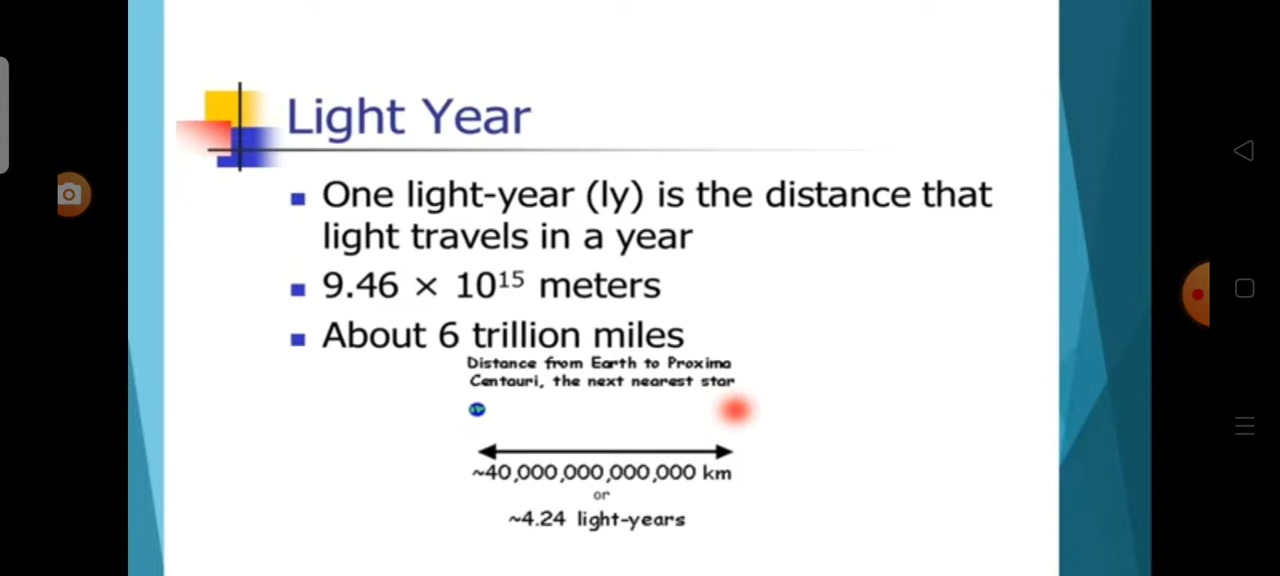 Light Year
One light-year (ly) is the distance that
light travels in a year
9.46 × 10¹⁵ meters
About 6 trillion miles
Distance from Earth to Proxima
Centauri, the next nearest star
~40,000,000,000,000 km
or
~4.24 light-years